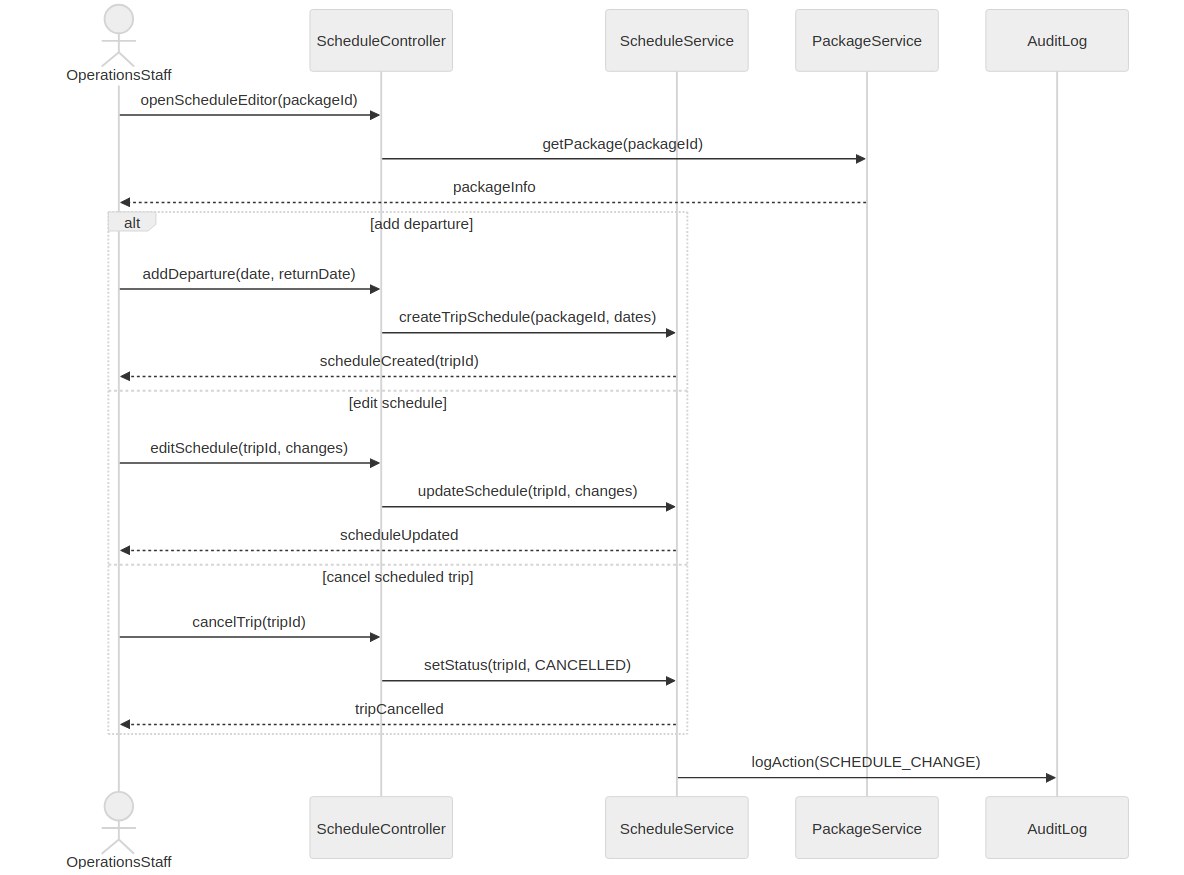 OperationsStaff
ScheduleController
ScheduleService
PackageService
AuditLog
openScheduleEditor(packageId)
getPackage(packageId)
packageInfo
alt
[add departure]
addDeparture(date, returnDate)
createTripSchedule(packageId, dates)
scheduleCreated(tripId)
[edit schedule]
editSchedule(tripId, changes)
updateSchedule(tripId, changes)
scheduleUpdated
[cancel scheduled trip]
cancelTrip(tripId)
setStatus(tripId, CANCELLED)
tripCancelled
logAction(SCHEDULE_CHANGE)
OperationsStaff
ScheduleController
ScheduleService
PackageService
AuditLog